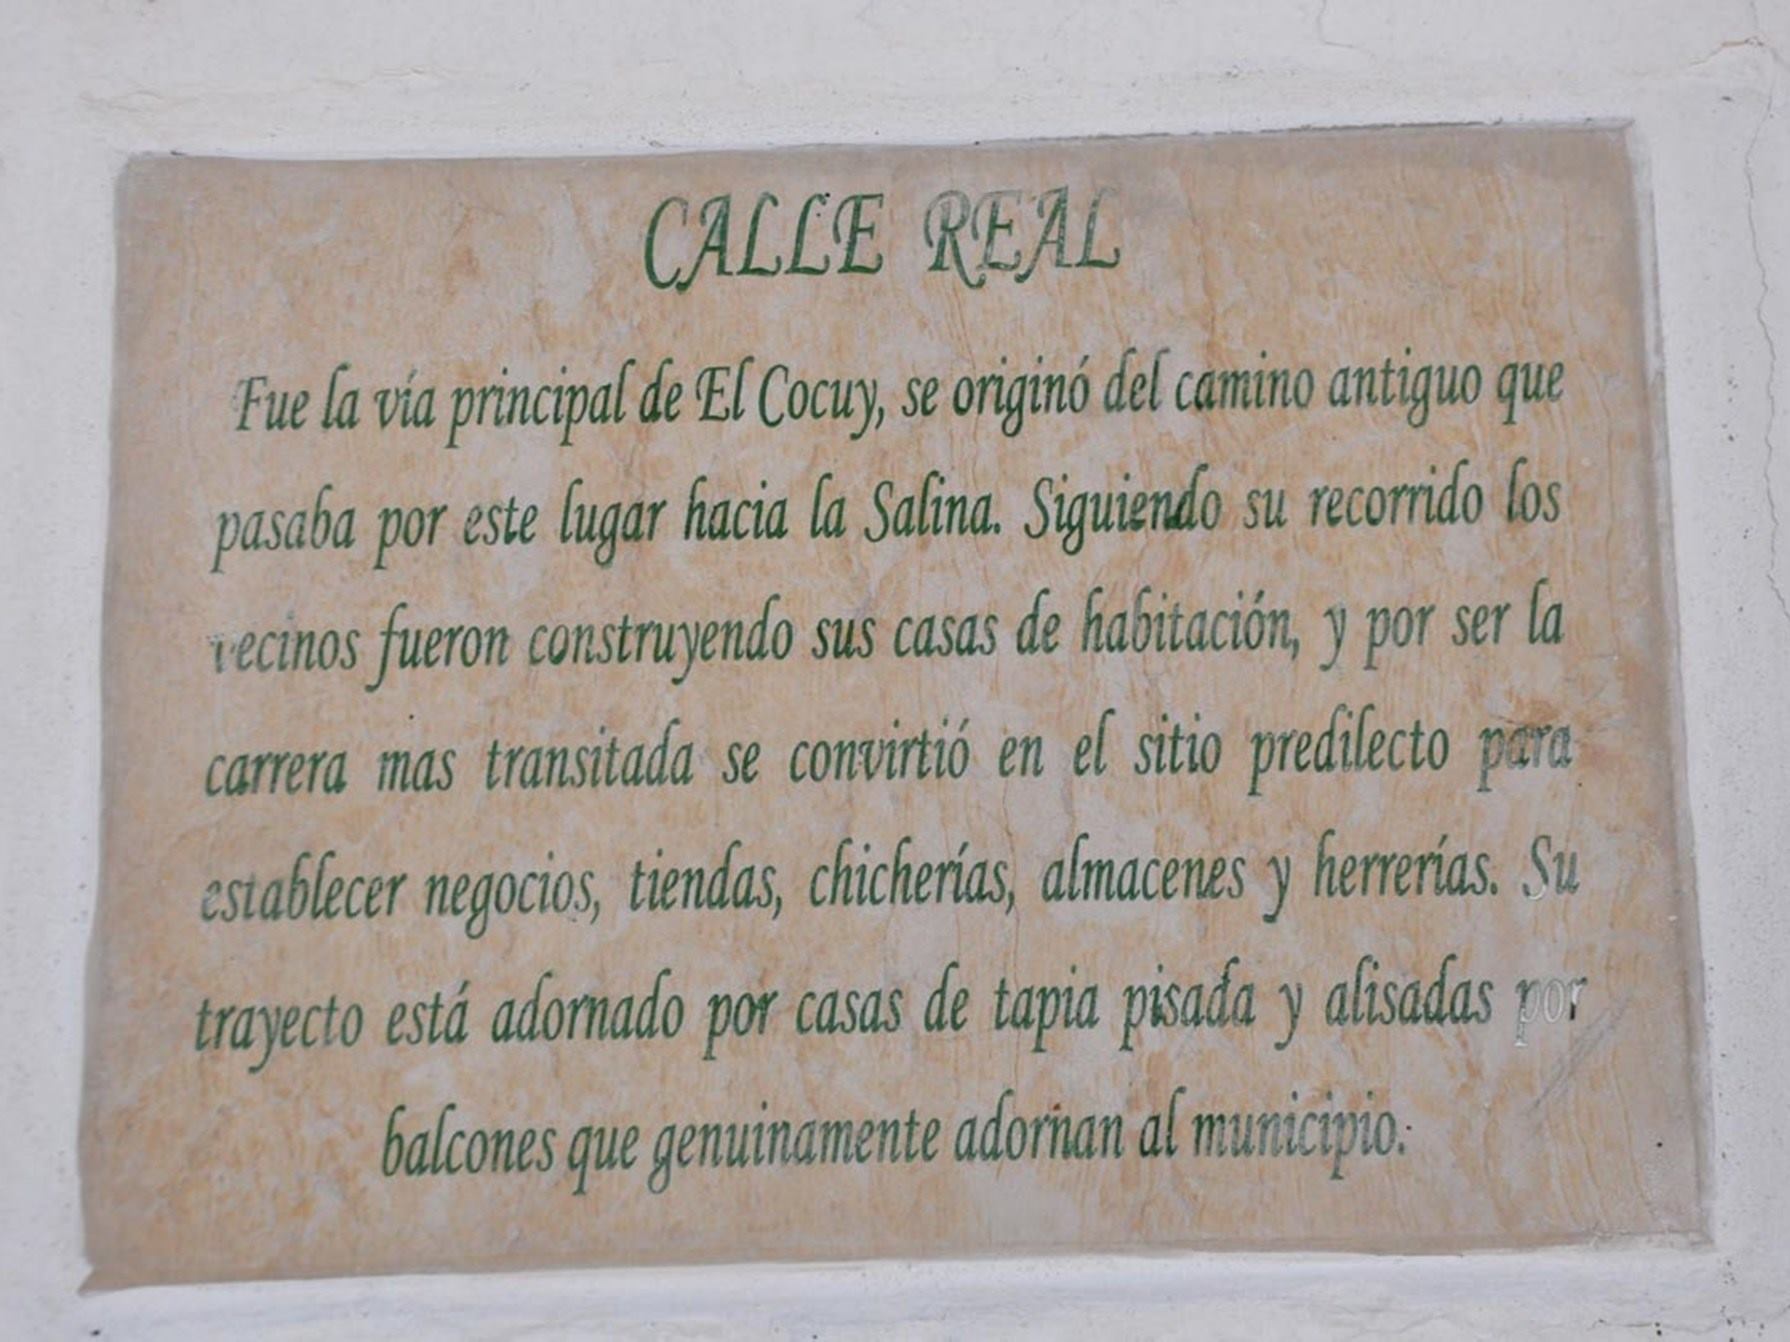 CALLE REAL
Fue la vía principal de El Cocuy, se originó del camino antiguo que
pasaba por este lugar hacia la Salina. Siguiendo su recorrido los
vecinos fueron construyendo sus casas de habitación, y por ser la
carrera mas transitada se convirtió en el sitio predilecto para
establecer negocios, tiendas, chicherías, almacenes y herrerías. Su
trayecto está adornado por casas de tapia pisada y alisadas por
balcones que genuinamente adornan al municipio.